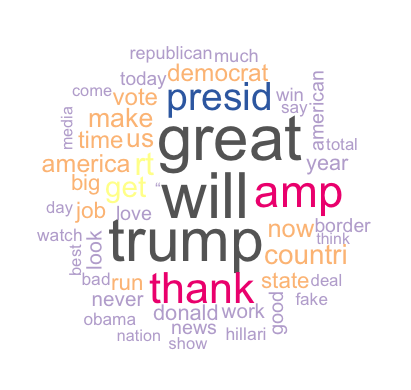 republican much
come today democrat
vote presid win
say
media make great american
time us total
america rt year
big get “ will amp
day job love now border
watch look trump countri think
best bad run thank state deal
never donald work good fake
obama news hillari
nation show